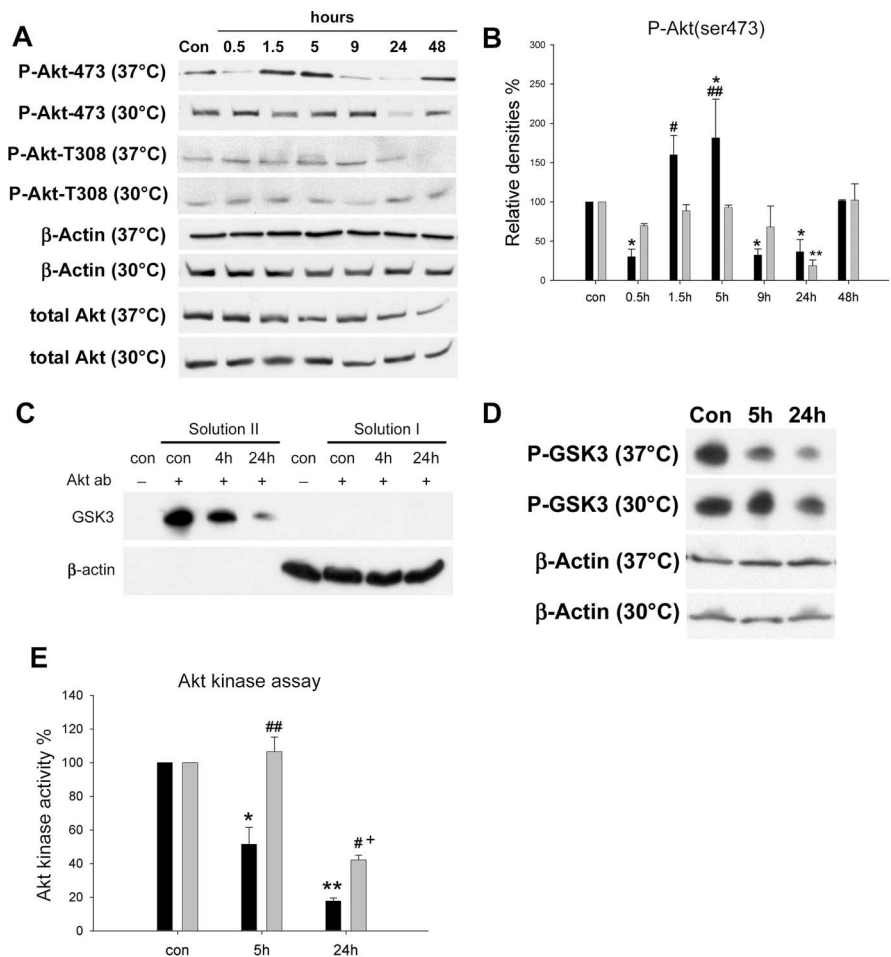 A
hours
Con 0.5 1.5 5 9 24 48
P-Akt-473 (37°C)
P-Akt-473 (30°C)
P-Akt-T308 (37°C)
P-Akt-T308 (30°C)
β-Actin (37°C)
β-Actin (30°C)
total Akt (37°C)
total Akt (30°C)
B
P-Akt(ser473)
Relative densities %
300
250
200
150
100
50
0
*
#
*
##
*
*
**
con 0.5h 1.5h 5h 9h 24h 48h
C
Solution II Solution I
con con 4h 24h con con 4h 24h
Akt ab – + + + – + + +
GSK3
β-actin
D
Con 5h 24h
P-GSK3 (37°C)
P-GSK3 (30°C)
β-Actin (37°C)
β-Actin (30°C)
E
Akt kinase assay
Akt kinase activity %
140
120
100
80
60
40
20
0
*
##
**
# +
con 5h 24h